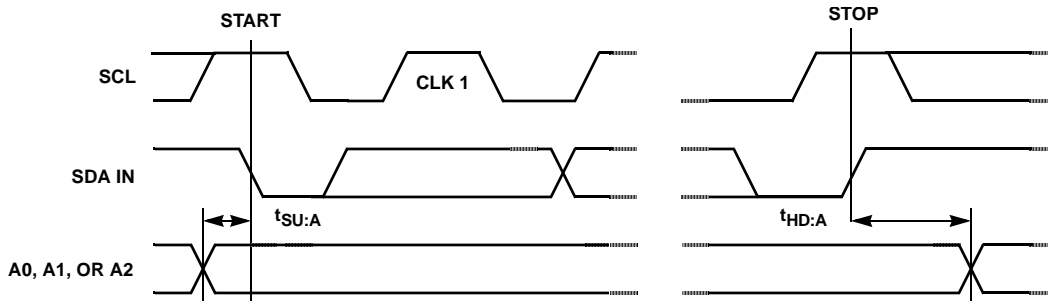 START
STOP
SCL
CLK 1
SDA IN
tSU:A
tHD:A
A0, A1, OR A2